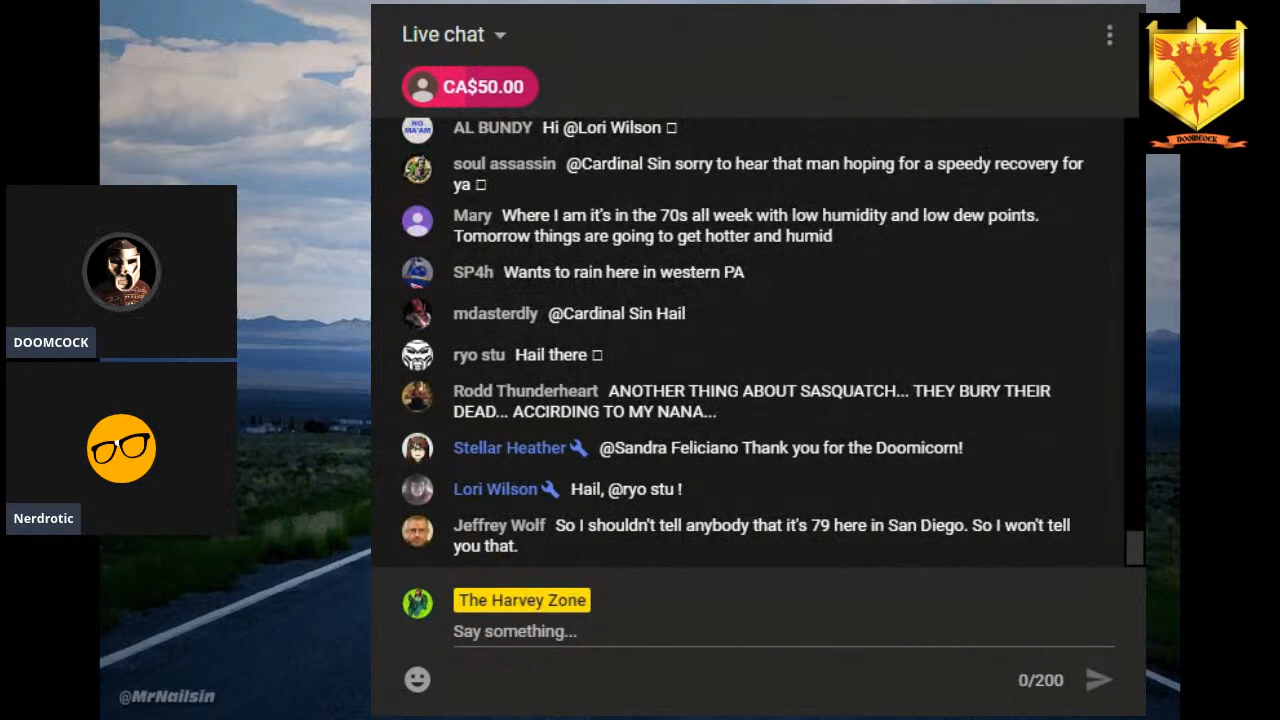 Live chat
CA$50.00
NO MA'AM
AL BUNDY Hi @Lori Wilson □
soul assassin @Cardinal Sin sorry to hear that man hoping for a speedy recovery for
ya □
Mary Where I am it's in the 70s all week with low humidity and low dew points.
Tomorrow things are going to get hotter and humid
SP4h Wants to rain here in western PA
mdasterdly @Cardinal Sin Hail
ryo stu Hail there □
Rodd Thunderheart ANOTHER THING ABOUT SASQUATCH... THEY BURY THEIR
DEAD... ACCIRDING TO MY NANA...
Stellar Heather @Sandra Feliciano Thank you for the Doomicorn!
Lori Wilson Hail, @ryo stu !
Jeffrey Wolf So I shouldn't tell anybody that it's 79 here in San Diego. So I won't tell
you that.
The Harvey Zone
Say something...
0/200
DOOMCOCK
Nerdrotic
DOOMCOCK
@MrNailsin